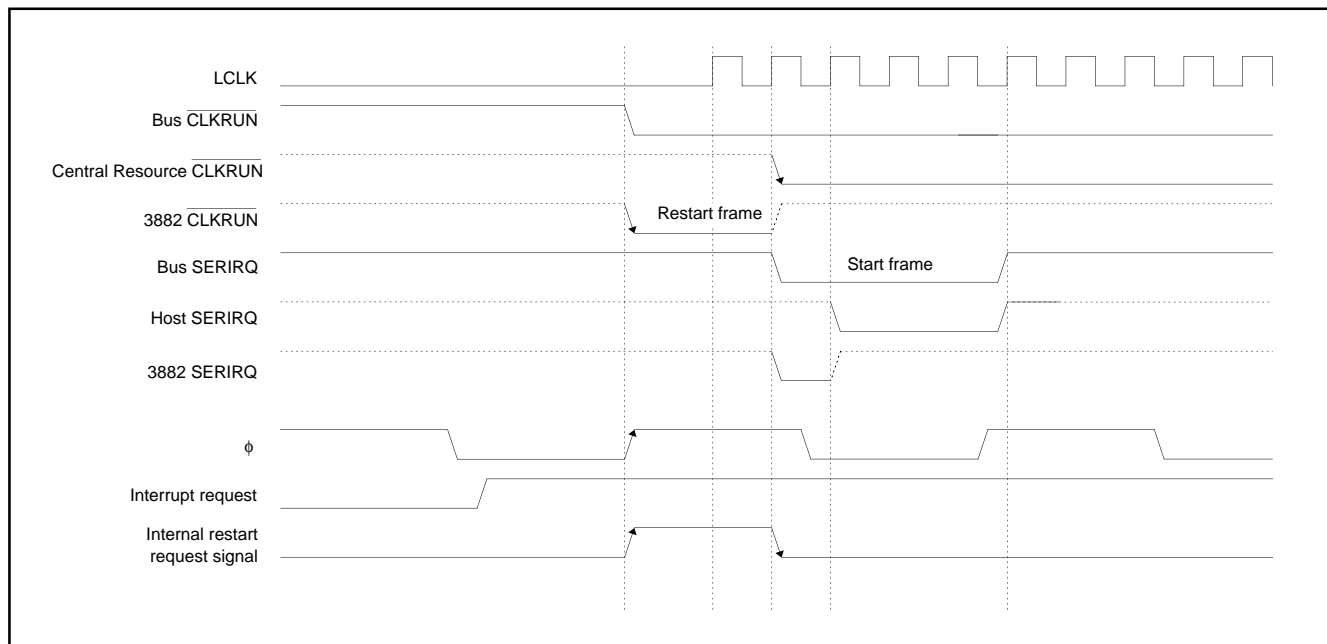 LCLK
Bus CLKRUN
Central Resource CLKRUN
3882 CLKRUN
Restart frame
Bus SERIRQ
Start frame
Host SERIRQ
3882 SERIRQ
ϕ
Interrupt request
Internal restart
request signal